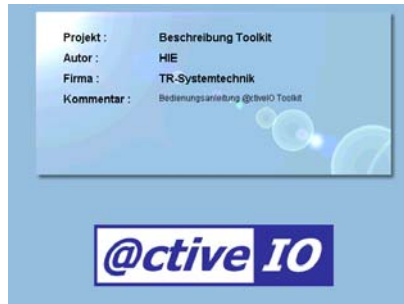 Projekt : Beschreibung Toolkit
Autor : HIE
Firma : TR-Systemtechnik
Kommentar : Bedienungsanleitung @ctiveIO Toolkit
@ctive IO